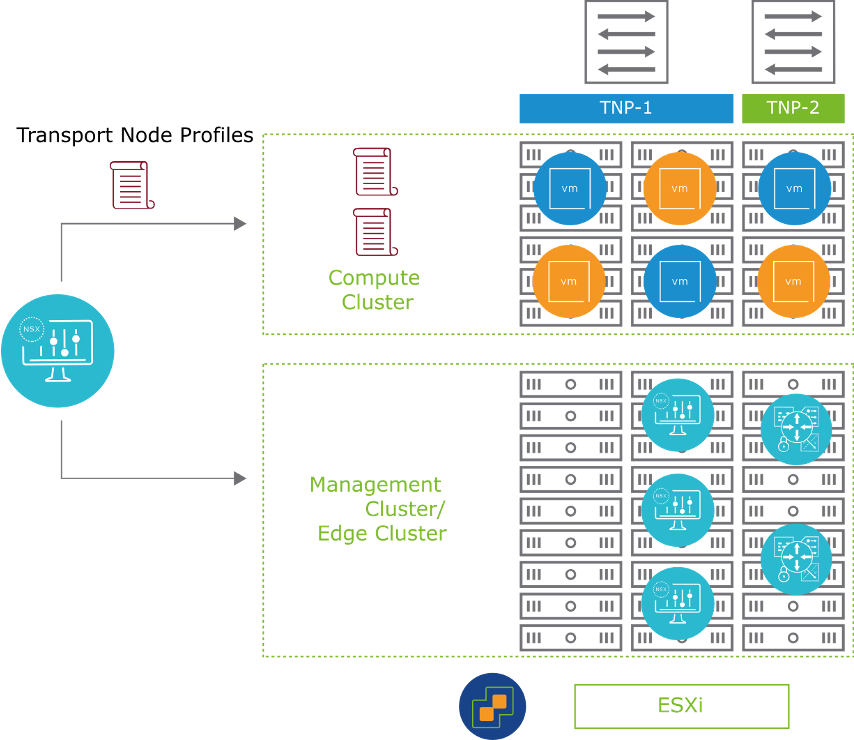 TNP-1
TNP-2
Transport Node Profiles
vm
vm
vm
Compute
Cluster
vm
vm
vm
NSX
NSX
Management
Cluster/
Edge Cluster
NSX
NSX
ESXi